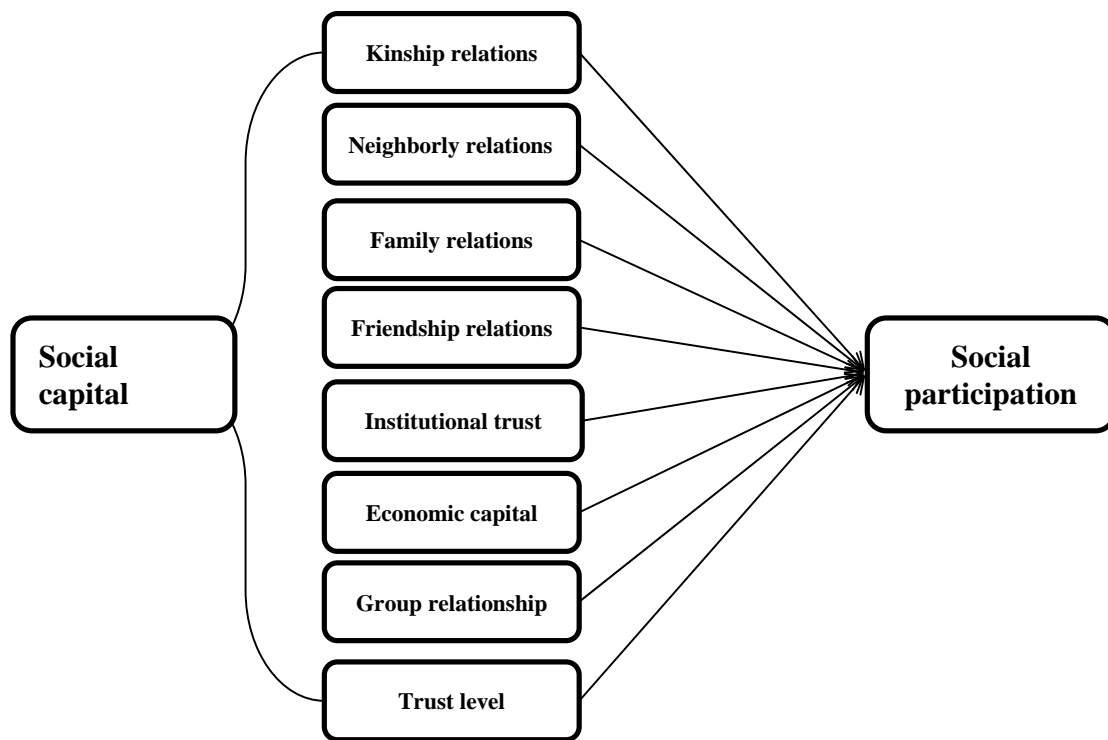 Social
capital
Kinship relations
Neighborly relations
Family relations
Friendship relations
Institutional trust
Economic capital
Group relationship
Trust level
Social
participation